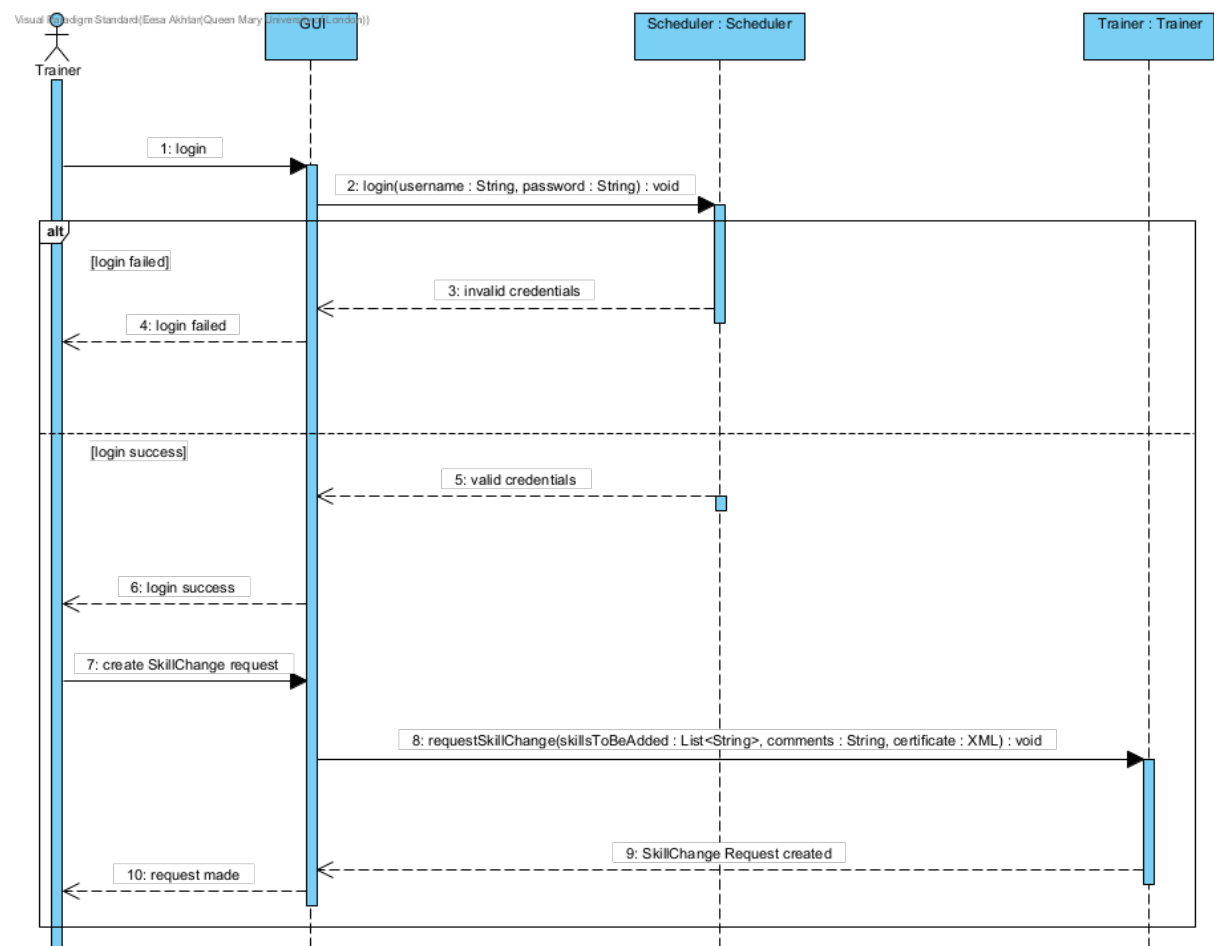 Visual Paradigm Standard(Eesa Akhtar(Queen Mary University of London))
Trainer
GUI
Scheduler : Scheduler
Trainer : Trainer
1: login
2: login(username : String, password : String) : void
alt
[login failed]
3: invalid credentials
4: login failed
[login success]
5: valid credentials
6: login success
7: create SkillChange request
8: requestSkillChange(skillsToBeAdded : List<String>, comments : String, certificate : XML) : void
9: SkillChange Request created
10: request made